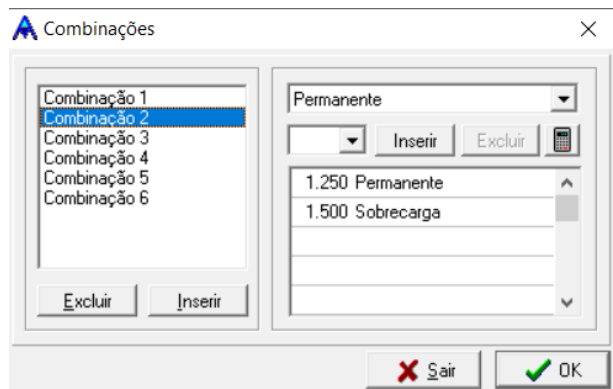 Combinações
Combinação 1
Combinação 2
Combinação 3
Combinação 4
Combinação 5
Combinação 6
Excluir
Inserir
Permanente
Inserir
Excluir
1.250 Permanente
1.500 Sobrecarga
Sair
OK